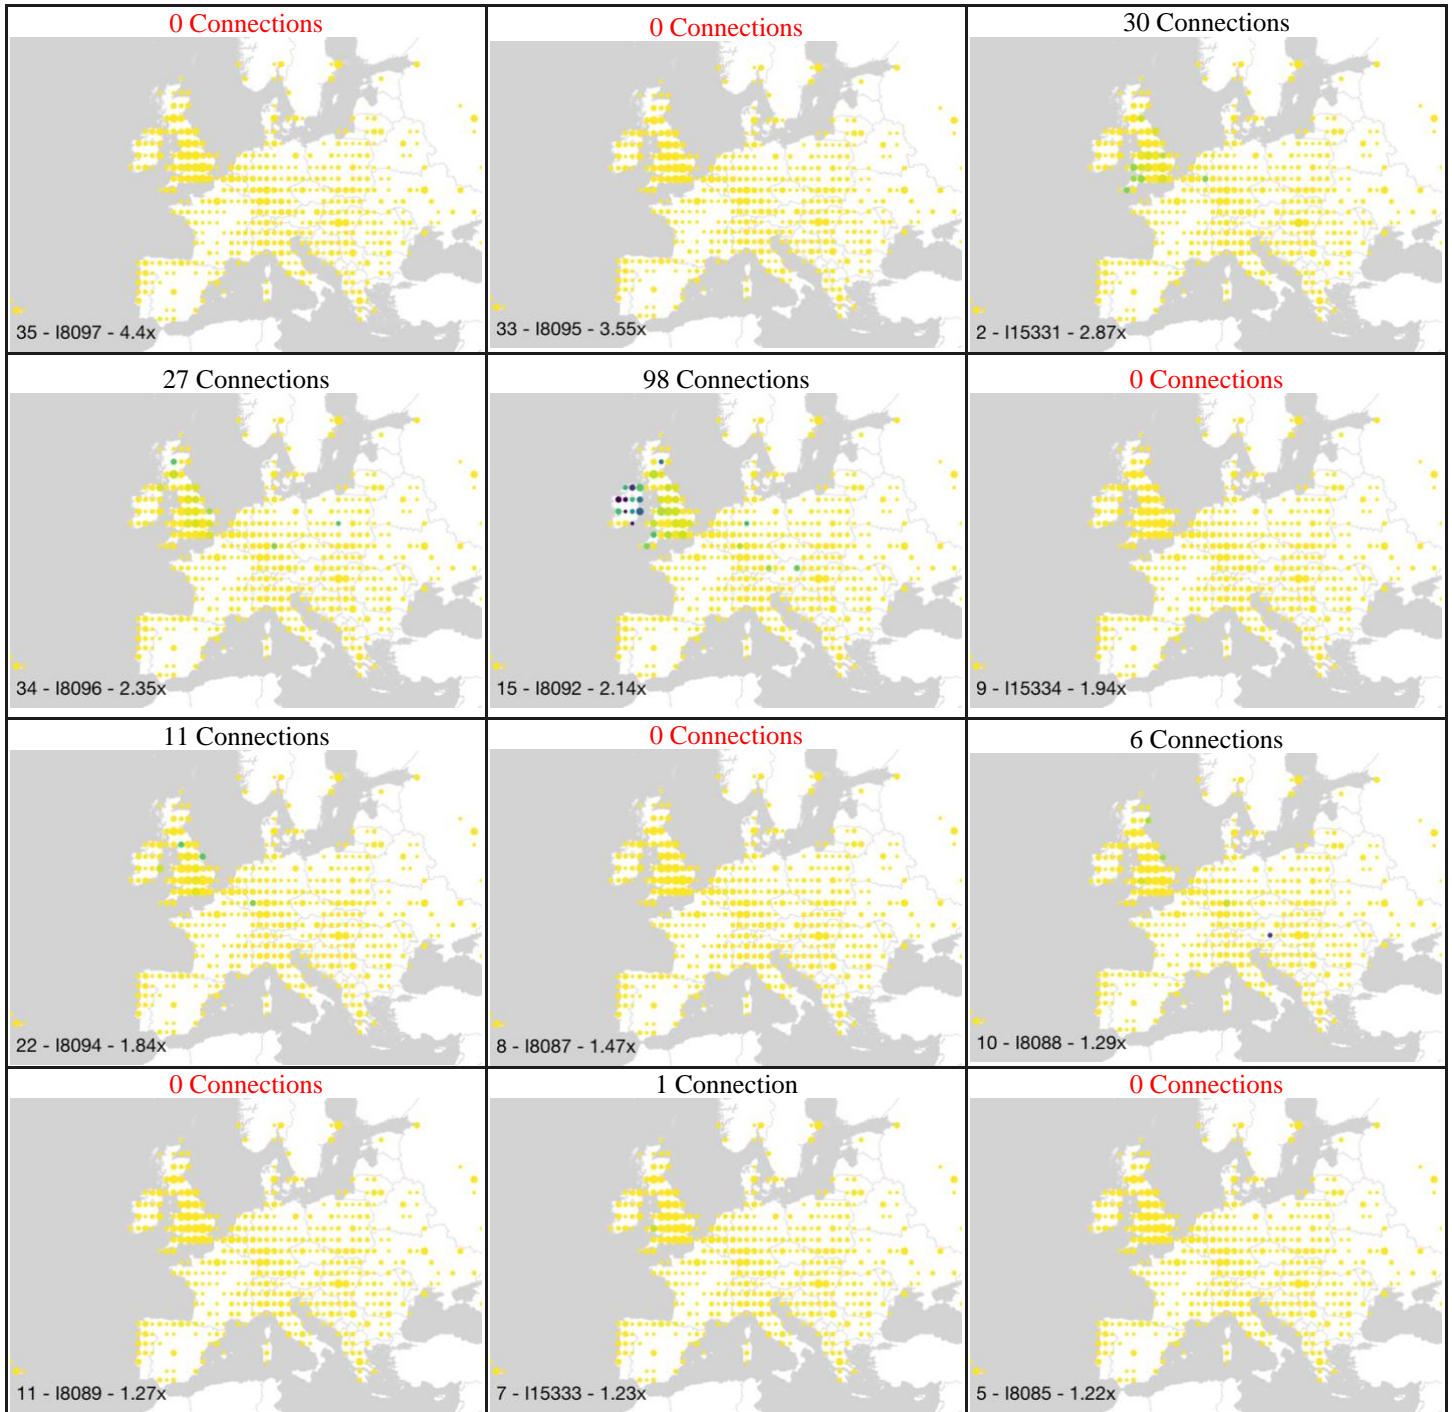 0 Connections
0 Connections
30 Connections
35 - I8097 - 4.4x
33 - I8095 - 3.55x
2 - I15331 - 2.87x
27 Connections
98 Connections
0 Connections
34 - I8096 - 2.35x
15 - I8092 - 2.14x
9 - I15334 - 1.94x
11 Connections
0 Connections
6 Connections
22 - I8094 - 1.84x
8 - I8087 - 1.47x
10 - I8088 - 1.29x
0 Connections
1 Connection
0 Connections
11 - I8089 - 1.27x
7 - I15333 - 1.23x
5 - I8085 - 1.22x